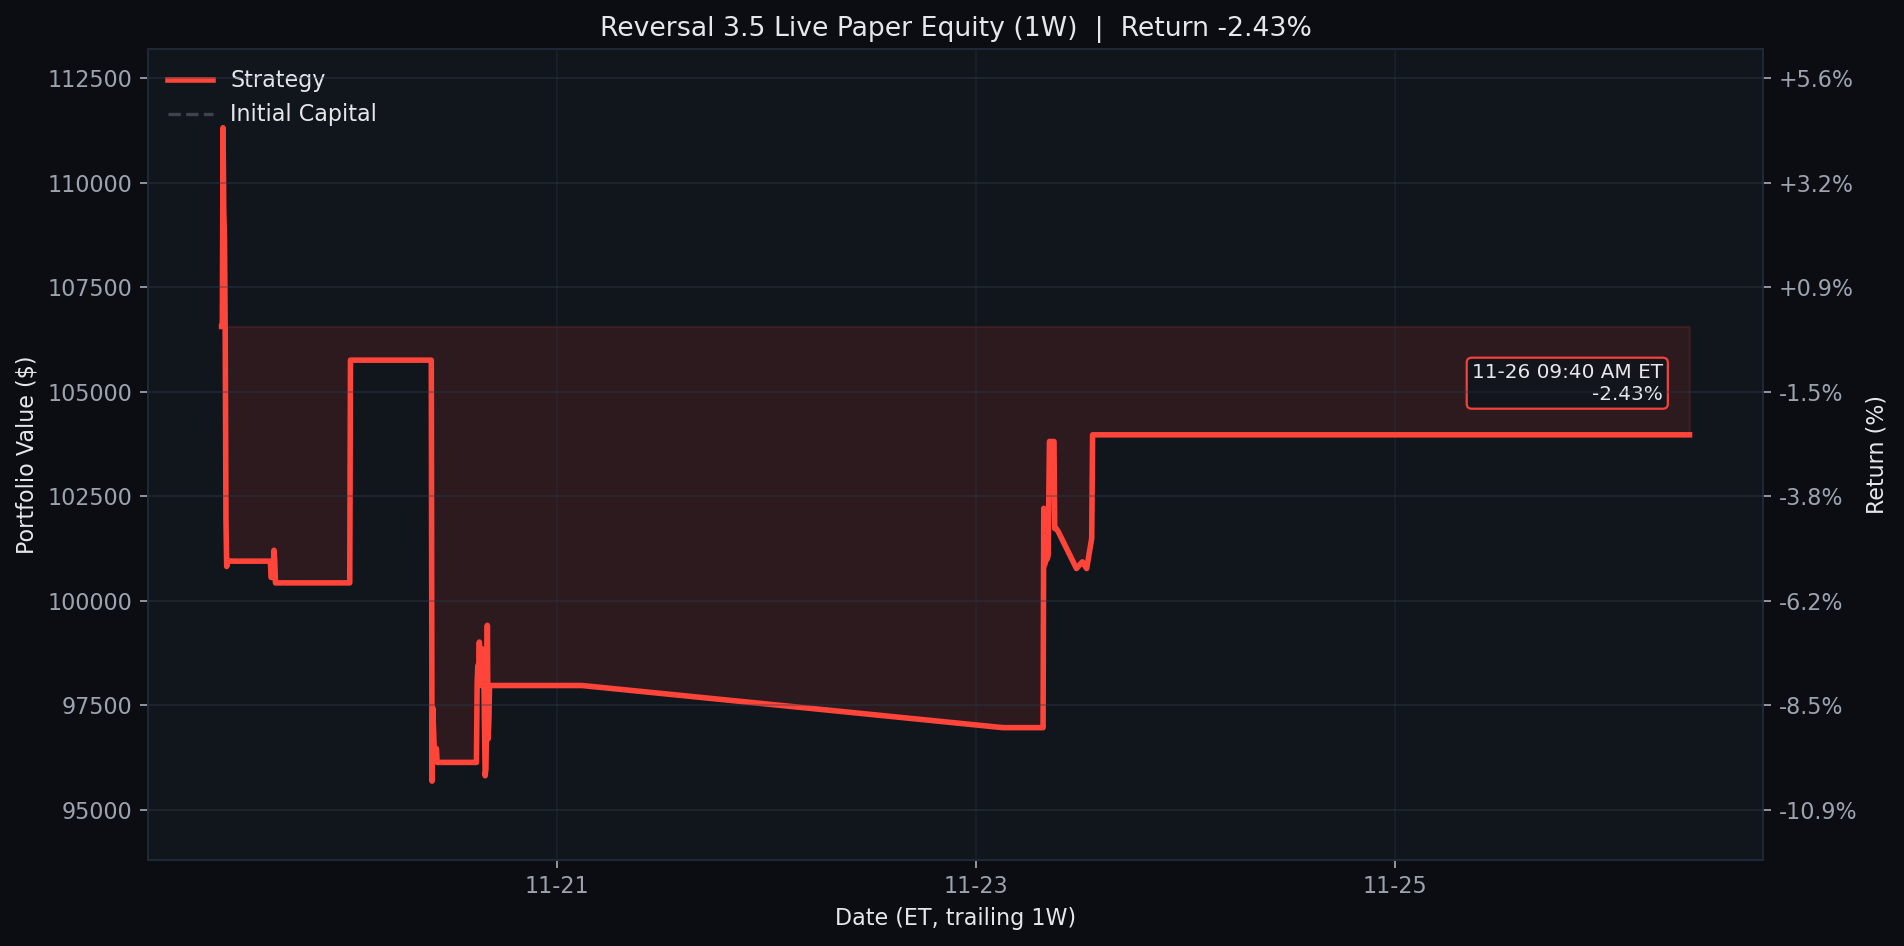 Reversal 3.5 Live Paper Equity (1W)  |  Return -2.43%
Strategy
Initial Capital
Portfolio Value ($)
112500
110000
107500
105000
102500
100000
97500
95000
+5.6%
+3.2%
+0.9%
-1.5%
-3.8%
-6.2%
-8.5%
-10.9%
Return (%)
11-26 09:40 AM ET
-2.43%
11-21
11-23
11-25
Date (ET, trailing 1W)